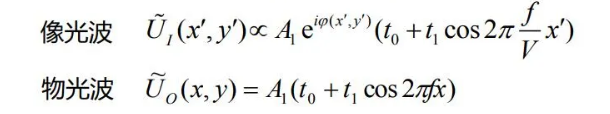 像光波 Ũ_I(x′, y′) ∝ A₁ e^{iφ(x′,y′)}(t₀ + t₁ cos 2π \frac{f}{V} x′)
物光波 Ũ_O(x, y) = A₁(t₀ + t₁ cos 2πfx)